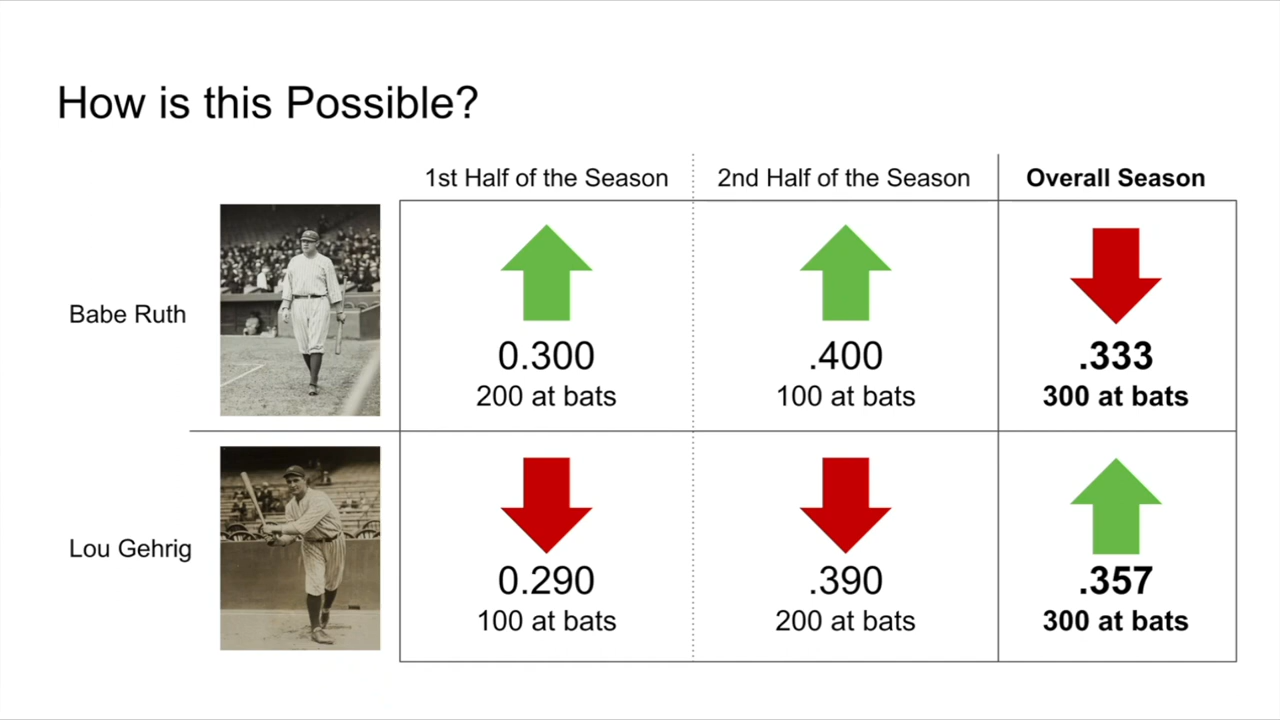 How is this Possible?
1st Half of the Season
2nd Half of the Season
Overall Season
Babe Ruth
0.300
200 at bats
.400
100 at bats
.333
300 at bats
Lou Gehrig
0.290
100 at bats
.390
200 at bats
.357
300 at bats